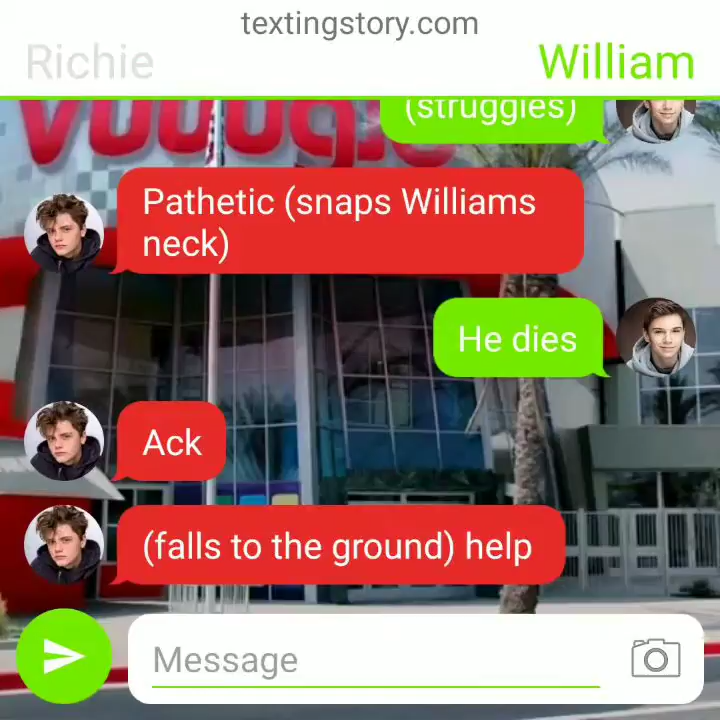 textingstory.com
Richie
William
(struggles)
Pathetic (snaps Williams
neck)
He dies
Ack
(falls to the ground) help
Message